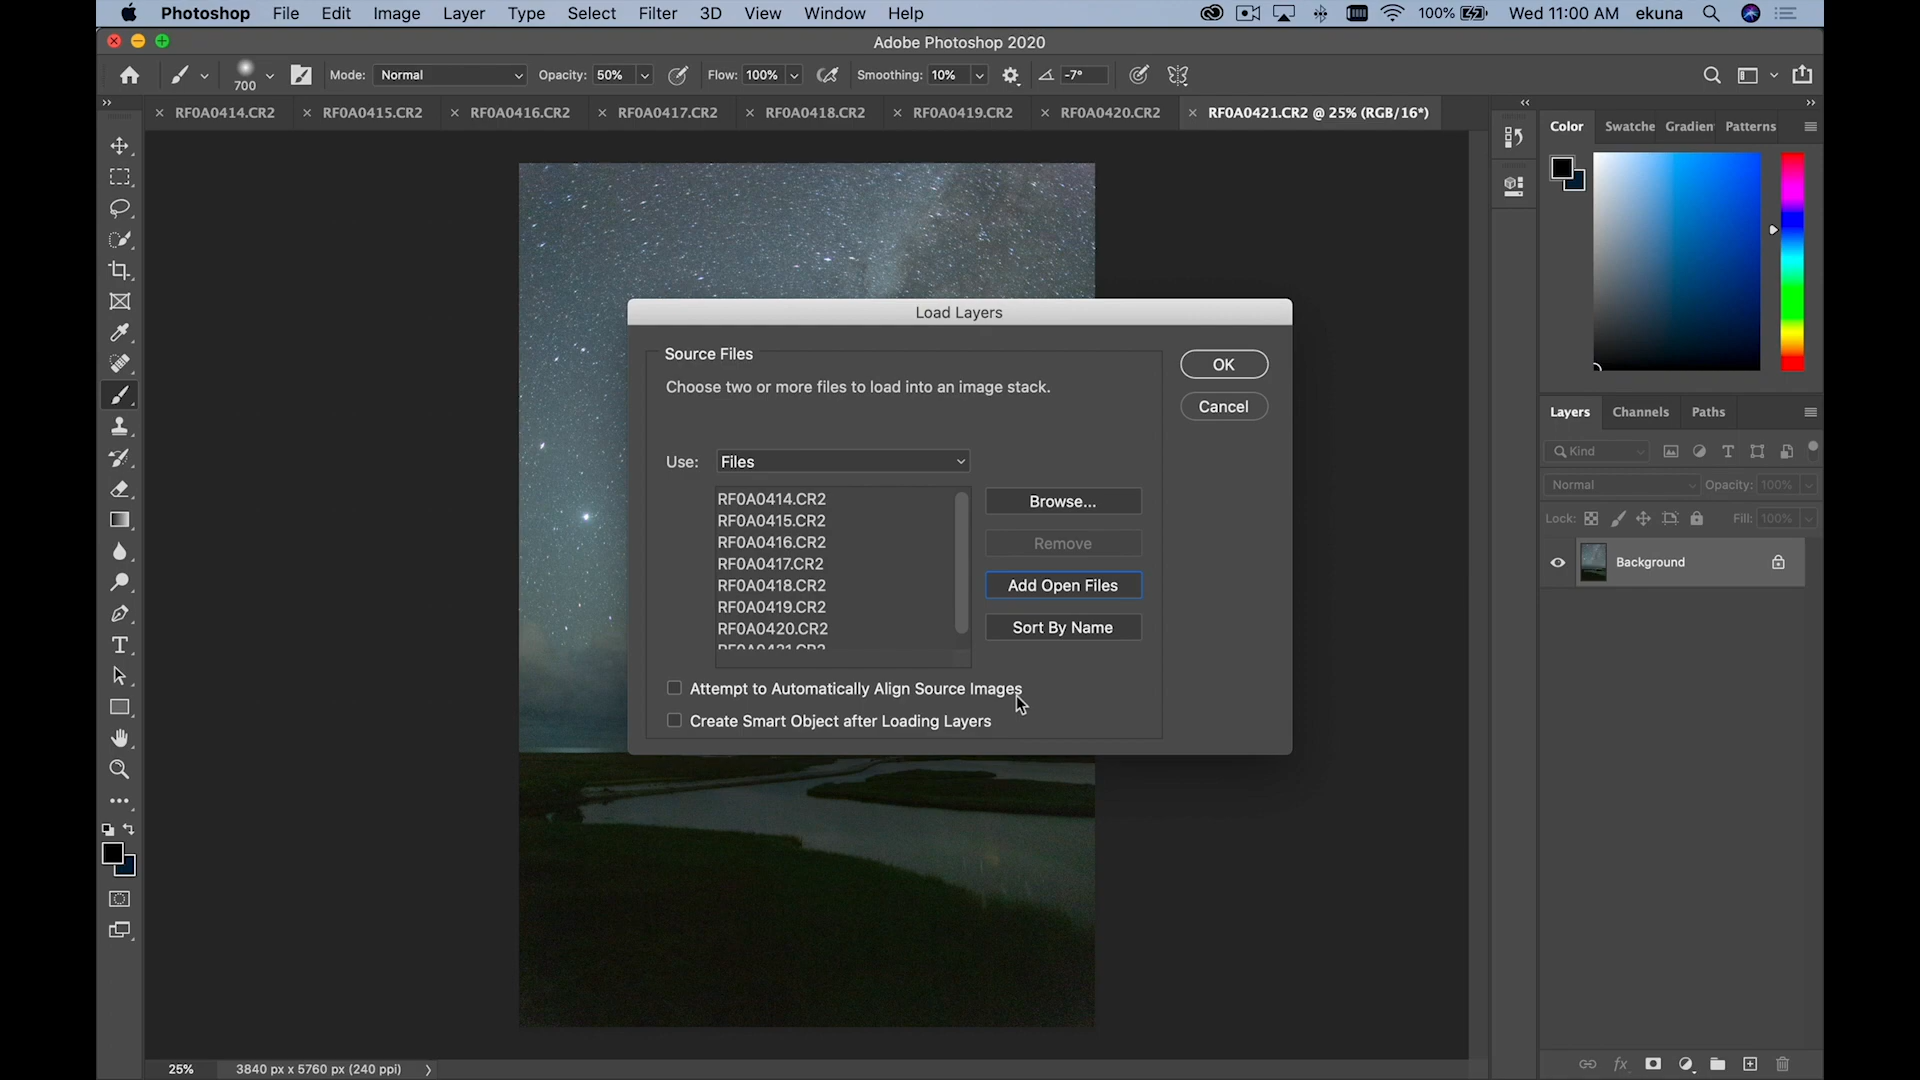 Photoshop File Edit Image Layer Type Select Filter 3D View Window Help 100% Wed 11:00 AM ekuna
Adobe Photoshop 2020
700 Mode: Normal Opacity: 50% Flow: 100% Smoothing: 10% -7°
RF0A0414.CR2 RF0A0415.CR2 RF0A0416.CR2 RF0A0417.CR2 RF0A0418.CR2 RF0A0419.CR2 RF0A0420.CR2 RF0A0421.CR2 @ 25% (RGB/16*)
Color Swatche Gradien Patterns
Load Layers
Source Files
Choose two or more files to load into an image stack.
OK
Cancel
Use: Files
RF0A0414.CR2
RF0A0415.CR2
RF0A0416.CR2
RF0A0417.CR2
RF0A0418.CR2
RF0A0419.CR2
RF0A0420.CR2
RF0A0421.CR2
Browse...
Remove
Add Open Files
Sort By Name
Attempt to Automatically Align Source Images
Create Smart Object after Loading Layers
Layers Channels Paths
Kind
Normal Opacity: 100%
Lock: Fill: 100%
Background
25% 3840 px x 5760 px (240 ppi)